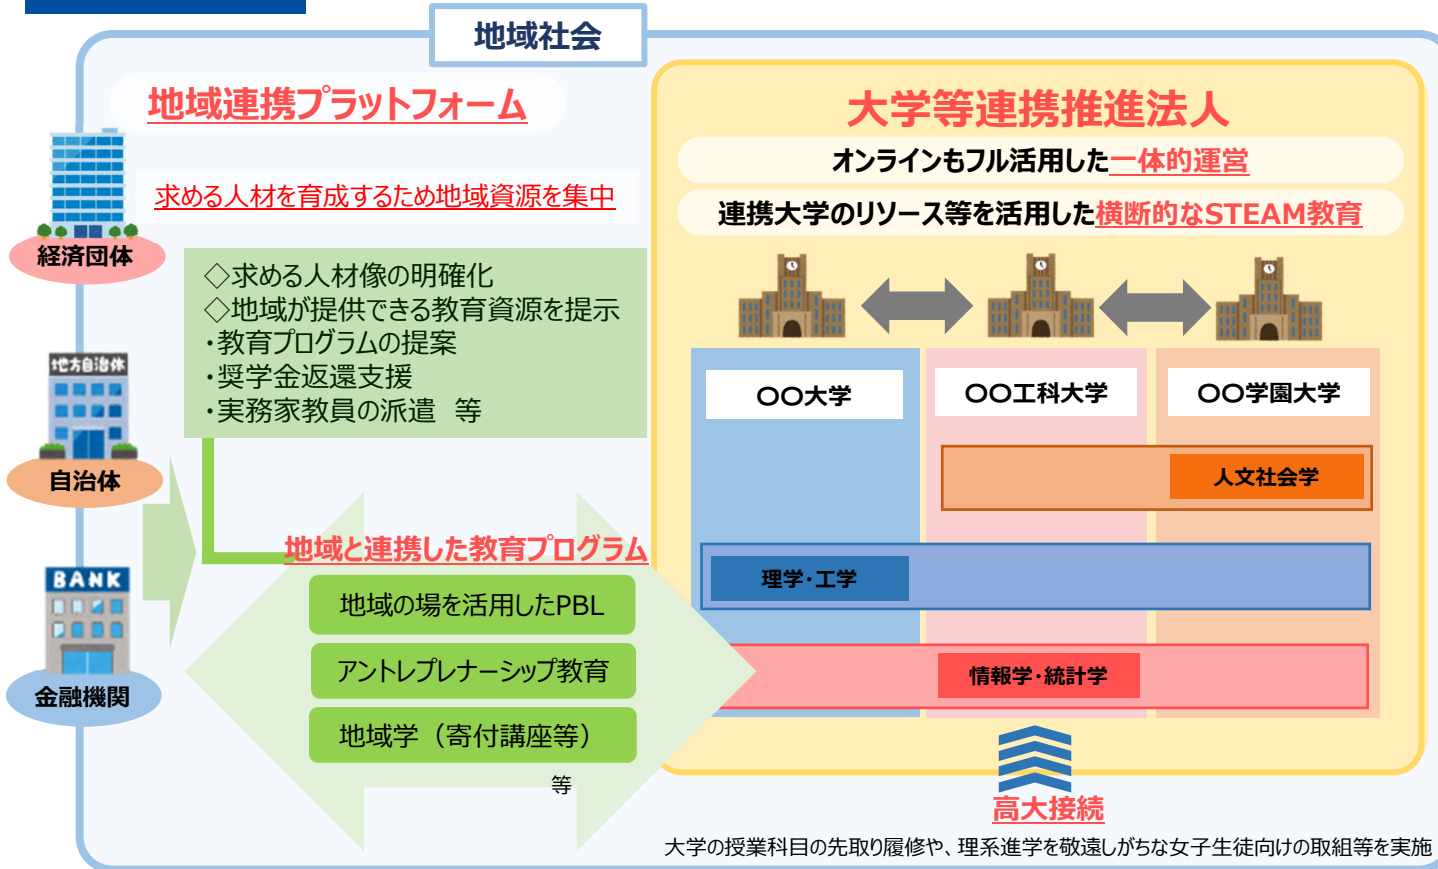 地域社会
地域連携プラットフォーム
求める人材を育成するため地域資源を集中
経済団体
◇求める人材像の明確化
◇地域が提供できる教育資源を提示
・教育プログラムの提案
・奨学金返還支援
・実務家教員の派遣　等
地方自治体
自治体
BANK
金融機関
地域と連携した教育プログラム
地域の場を活用したPBL
アントレプレナーシップ教育
地域学（寄付講座等）
等
大学等連携推進法人
オンラインもフル活用した一体的運営
連携大学のリソース等を活用した横断的なSTEAM教育
〇〇大学
〇〇工科大学
〇〇学園大学
人文社会学
理学・工学
情報学・統計学
高大接続
大学の授業科目の先取り履修や、理系進学を敬遠しがちな女子生徒向けの取組等を実施